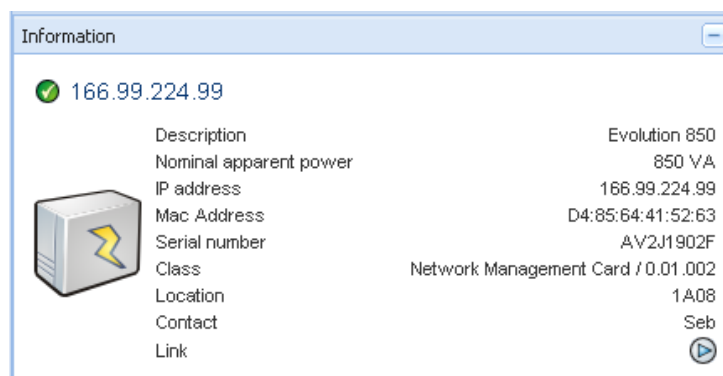 Information
166.99.224.99
Description Evolution 850
Nominal apparent power 850 VA
IP address 166.99.224.99
Mac Address D4:85:64:41:52:63
Serial number AV2J1902F
Class Network Management Card / 0.01.002
Location 1A08
Contact Seb
Link